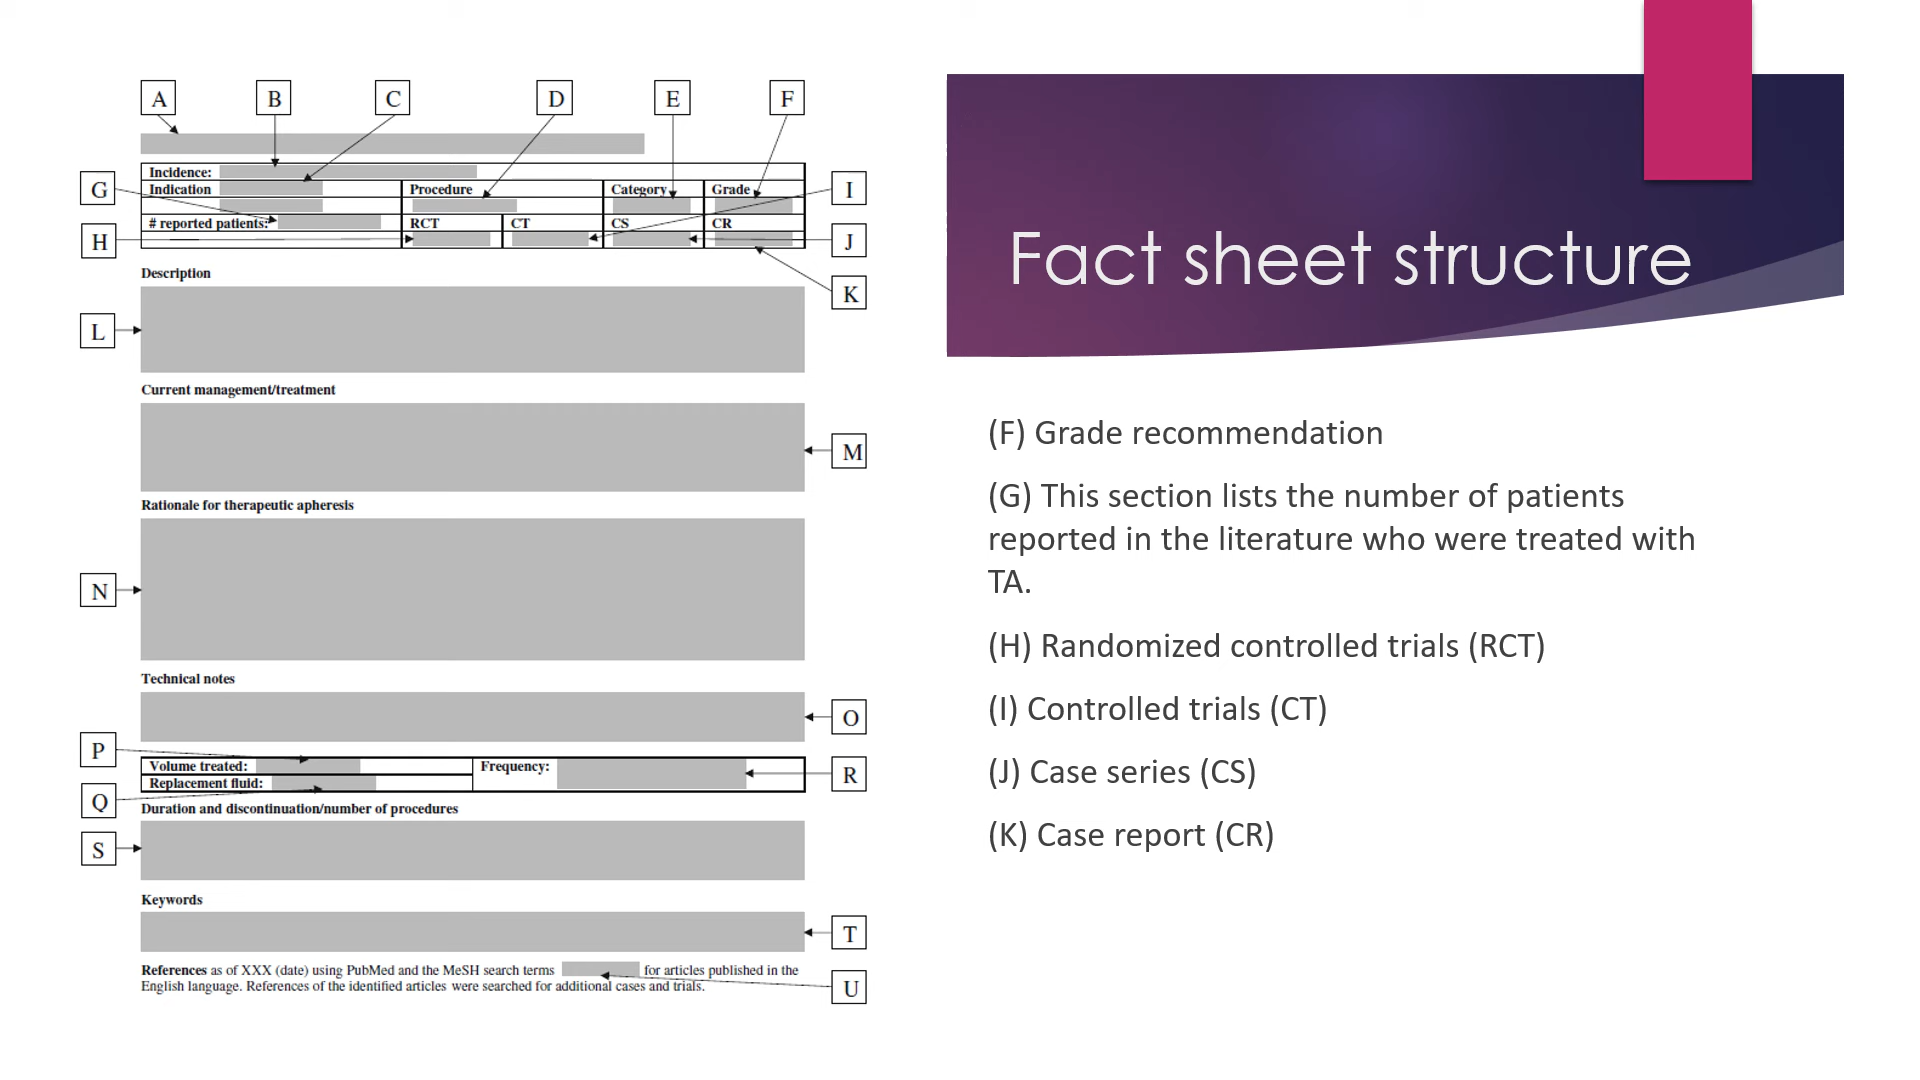 A
B
C
D
E
F
G
H
I
J
K
L
M
N
O
P
Q
R
S
T
U
Incidence:
Indication
Procedure
Category
Grade
# reported patients:
RCT
CT
CS
CR
Description
Current management/treatment
Rationale for therapeutic apheresis
Technical notes
Volume treated:
Frequency:
Replacement fluid:
Duration and discontinuation/number of procedures
Keywords
References as of XXX (date) using PubMed and the MeSH search terms for articles published in the
English language. References of the identified articles were searched for additional cases and trials.
Fact sheet structure
(F) Grade recommendation
(G) This section lists the number of patients
reported in the literature who were treated with
TA.
(H) Randomized controlled trials (RCT)
(I) Controlled trials (CT)
(J) Case series (CS)
(K) Case report (CR)